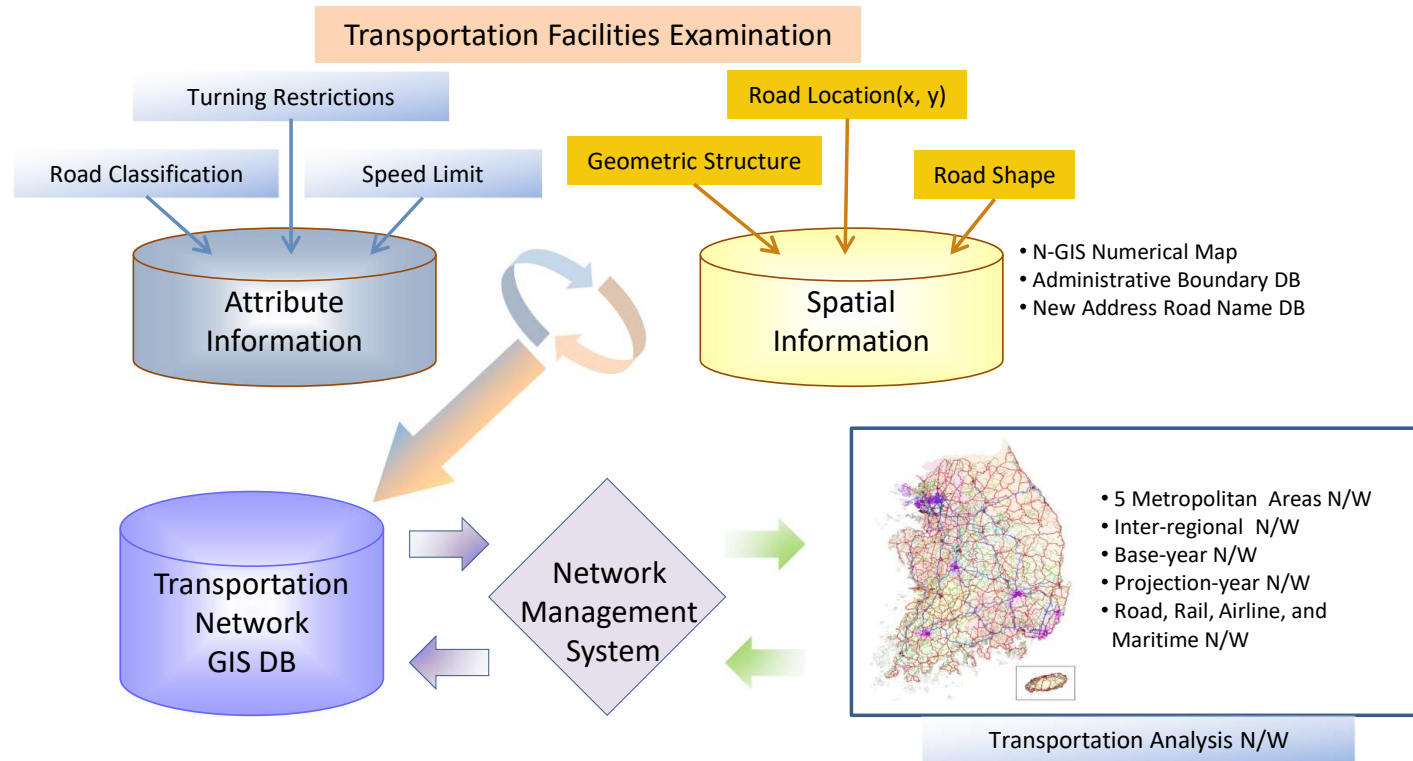 Transportation Facilities Examination
Turning Restrictions
Road Location(x, y)
Road Classification
Speed Limit
Geometric Structure
Road Shape
Attribute
Information
Spatial
Information
• N-GIS Numerical Map
• Administrative Boundary DB
• New Address Road Name DB
Transportation
Network
GIS DB
Network
Management
System
• 5 Metropolitan Areas N/W
• Inter-regional N/W
• Base-year N/W
• Projection-year N/W
• Road, Rail, Airline, and
Maritime N/W
Transportation Analysis N/W